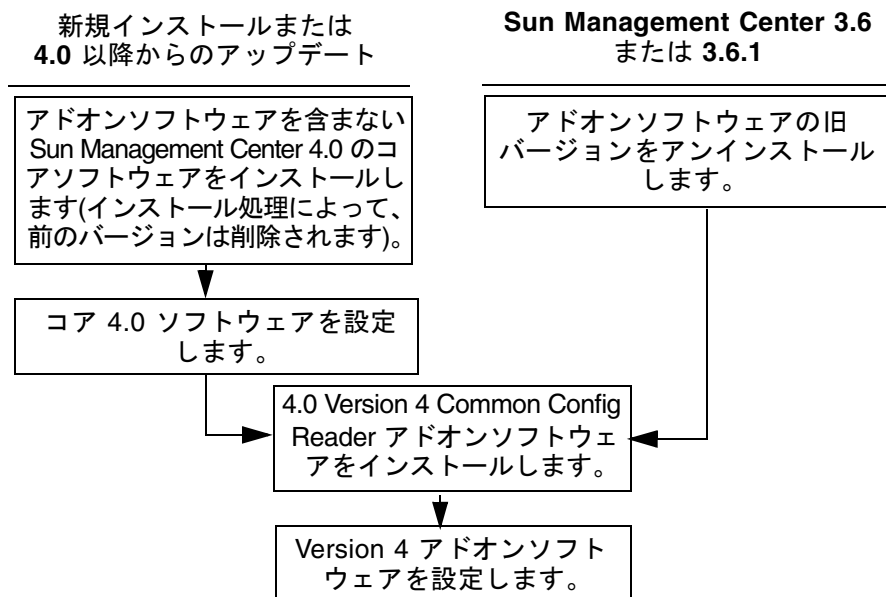 新規インストールまたは
4.0 以降からのアップデート
Sun Management Center 3.6
または 3.6.1
アドオンソフトウェアを含まない
Sun Management Center 4.0 のコ
アソフトウェアをインストールし
ます(インストール処理によって、
前のバージョンは削除されます)。
アドオンソフトウェアの旧
バージョンをアンインストール
します。
コア 4.0 ソフトウェアを設定
します。
4.0 Version 4 Common Config
Reader アドオンソフトウェ
アをインストールします。
Version 4 アドオンソフト
ウェアを設定します。